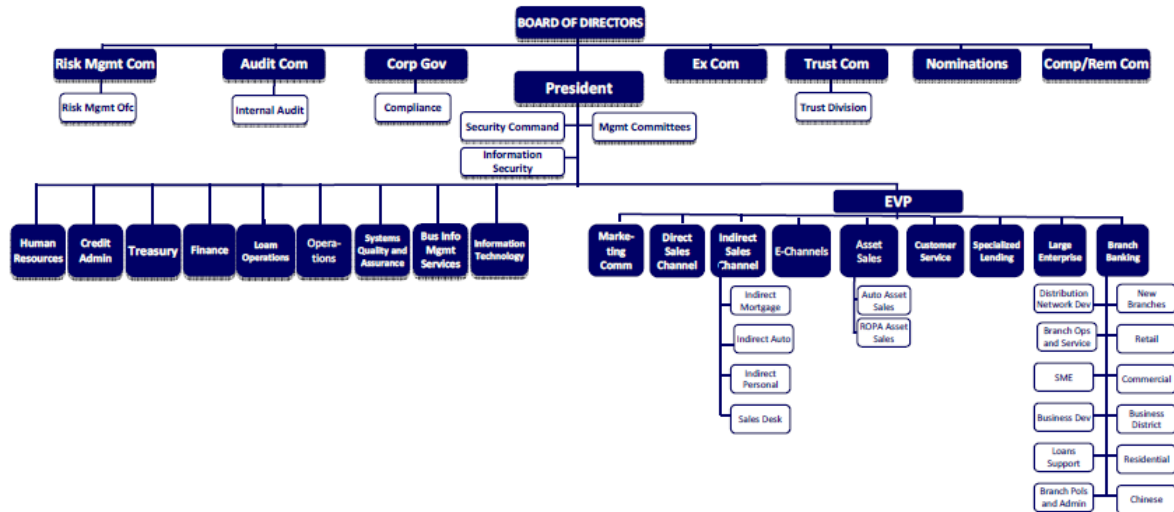 BOARD OF DIRECTORS
Risk Mgmt Com
Audit Com
Corp Gov
Ex Com
Trust Com
Nominations
Comp/Rem Com
President
Risk Mgmt Ofc
Internal Audit
Compliance
Trust Division
Security Command
Mgmt Committees
Information
Security
EVP
Human
Resources
Credit
Admin
Treasury
Finance
Loam
Operations
Opera-
tions
Systems
Quality and
Assurance
Bus Info
Mgmt
Services
Information
Technology
Marke-
ting
Comm
Direct
Sales
Channel
Indirect
Sales
Channel
E-Channels
Asset
Sales
Customer
Service
Specialized
Lending
Large
Enterprise
Branch
Banking
Indirect
Mortgage
Indirect Auto
Indirect
Personal
Sales Desk
Auto Asset
Sales
ROPA Asset
Sales
Distribution
Network Dev
New
Branches
Branch Ops
and Service
Retail
SME
Commercial
Business Dev
Business
District
Loans
Support
Residential
Branch Pols
and Admin
Chinese